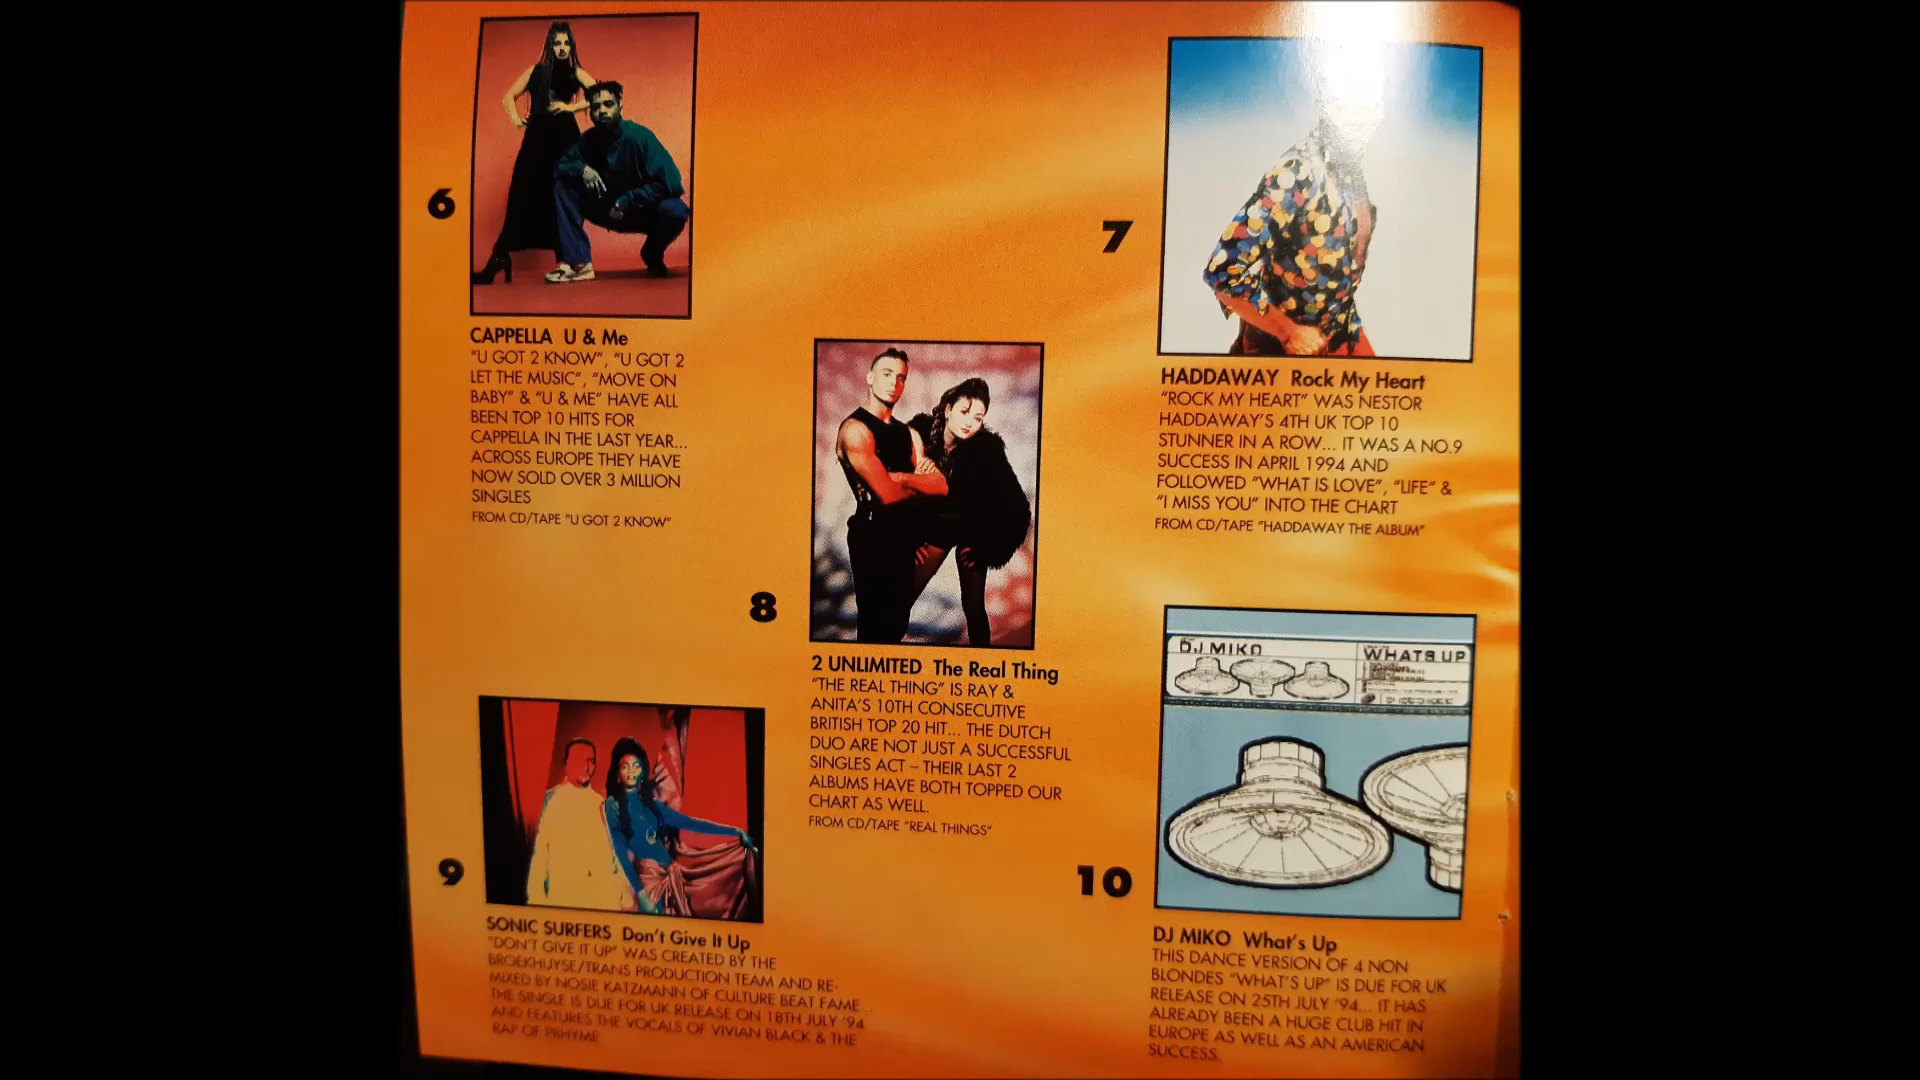 6
CAPPELLA U & Me
"U GOT 2 KNOW", "U GOT 2
LET THE MUSIC", "MOVE ON
BABY" & "U & ME" HAVE ALL
BEEN TOP 10 HITS FOR
CAPPELLA IN THE LAST YEAR...
ACROSS EUROPE THEY HAVE
NOW SOLD OVER 3 MILLION
SINGLES
FROM CD/TAPE "U GOT 2 KNOW"
7
HADDAWAY Rock My Heart
"ROCK MY HEART" WAS NESTOR
HADDAWAY'S 4TH UK TOP 10
STUNNER IN A ROW... IT WAS A NO.9
SUCCESS IN APRIL 1994 AND
FOLLOWED "WHAT IS LOVE", "LIFE" &
"I MISS YOU" INTO THE CHART
FROM CD/TAPE "HADDAWAY THE ALBUM"
8
2 UNLIMITED The Real Thing
"THE REAL THING" IS RAY &
ANITA'S 10TH CONSECUTIVE
BRITISH TOP 20 HIT... THE DUTCH
DUO ARE NOT JUST A SUCCESSFUL
SINGLES ACT – THEIR LAST 2
ALBUMS HAVE BOTH TOPPED OUR
CHART AS WELL.
FROM CD/TAPE "REAL THINGS"
9
SONIC SURFERS Don't Give It Up
"DON'T GIVE IT UP" WAS CREATED BY THE
BROEKHUYSE/TRANS PRODUCTION TEAM AND RE-
MIXED BY NOSIE KATZMANN OF CULTURE BEAT FAME...
THE SINGLE IS DUE FOR UK RELEASE ON 18TH JULY '94
AND FEATURES THE VOCALS OF VIVIAN BLACK & THE
RAP OF PRHYME
10
DJ MIKO
WHATS UP
DJ MIKO What's Up
THIS DANCE VERSION OF 4 NON
BLONDES "WHAT'S UP" IS DUE FOR UK
RELEASE ON 25TH JULY '94... IT HAS
ALREADY BEEN A HUGE CLUB HIT IN
EUROPE AS WELL AS AN AMERICAN
SUCCESS.